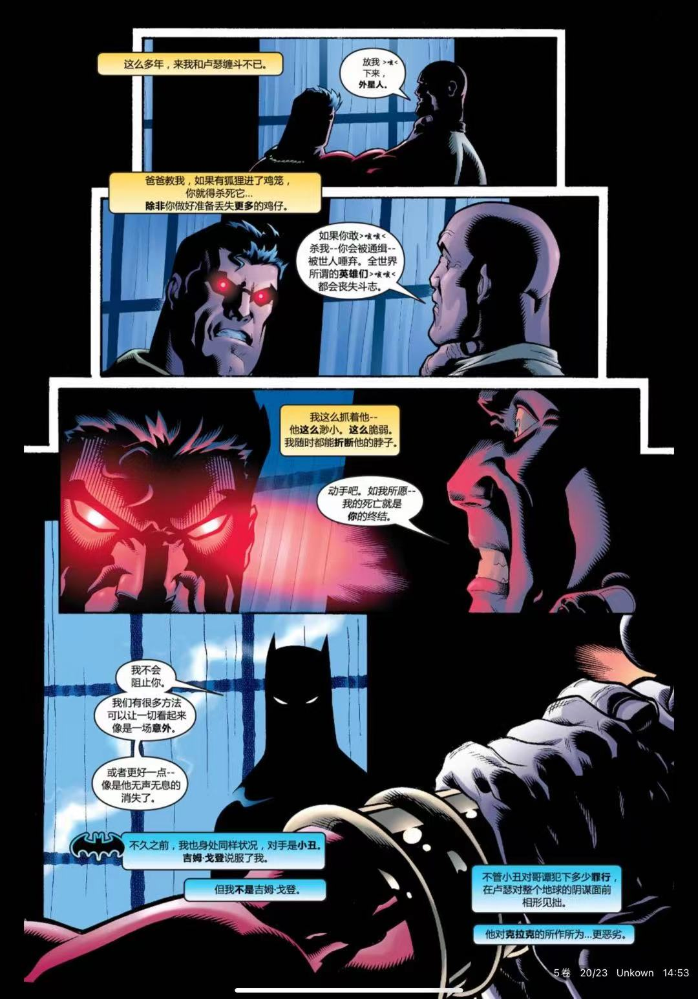 这么多年，来我和卢瑟缠斗不已。
放我 >咳<
下来，
外星人。
爸爸教我，如果有狐狸进了鸡笼，
你就得杀死它...
除非你做好准备丢失更多的鸡仔。
如果你敢>咳咳<
杀我--你会被通缉--
被世人唾弃。全世界
所谓的英雄们>咳咳<
都会丧失斗志。
我这么抓着他--
他这么渺小。这么脆弱。
我随时都能折断他的脖子。
动手吧。如我所愿--
我的死亡就是
你的终结。
我不会
阻止你。
我们有很多方法
可以让一切看起来
像是一场意外。
或者更好一点--
像是他无声无息的
消失了。
不久之前，我也身处同样状况，对手是小丑。
吉姆·戈登说服了我。
但我不是吉姆·戈登。
不管小丑对哥谭犯下多少罪行，
在卢瑟对整个地球的阴谋面前
相形见拙。
他对克拉克的所作所为...更恶劣。
5卷 20/23 Unkown 14:53